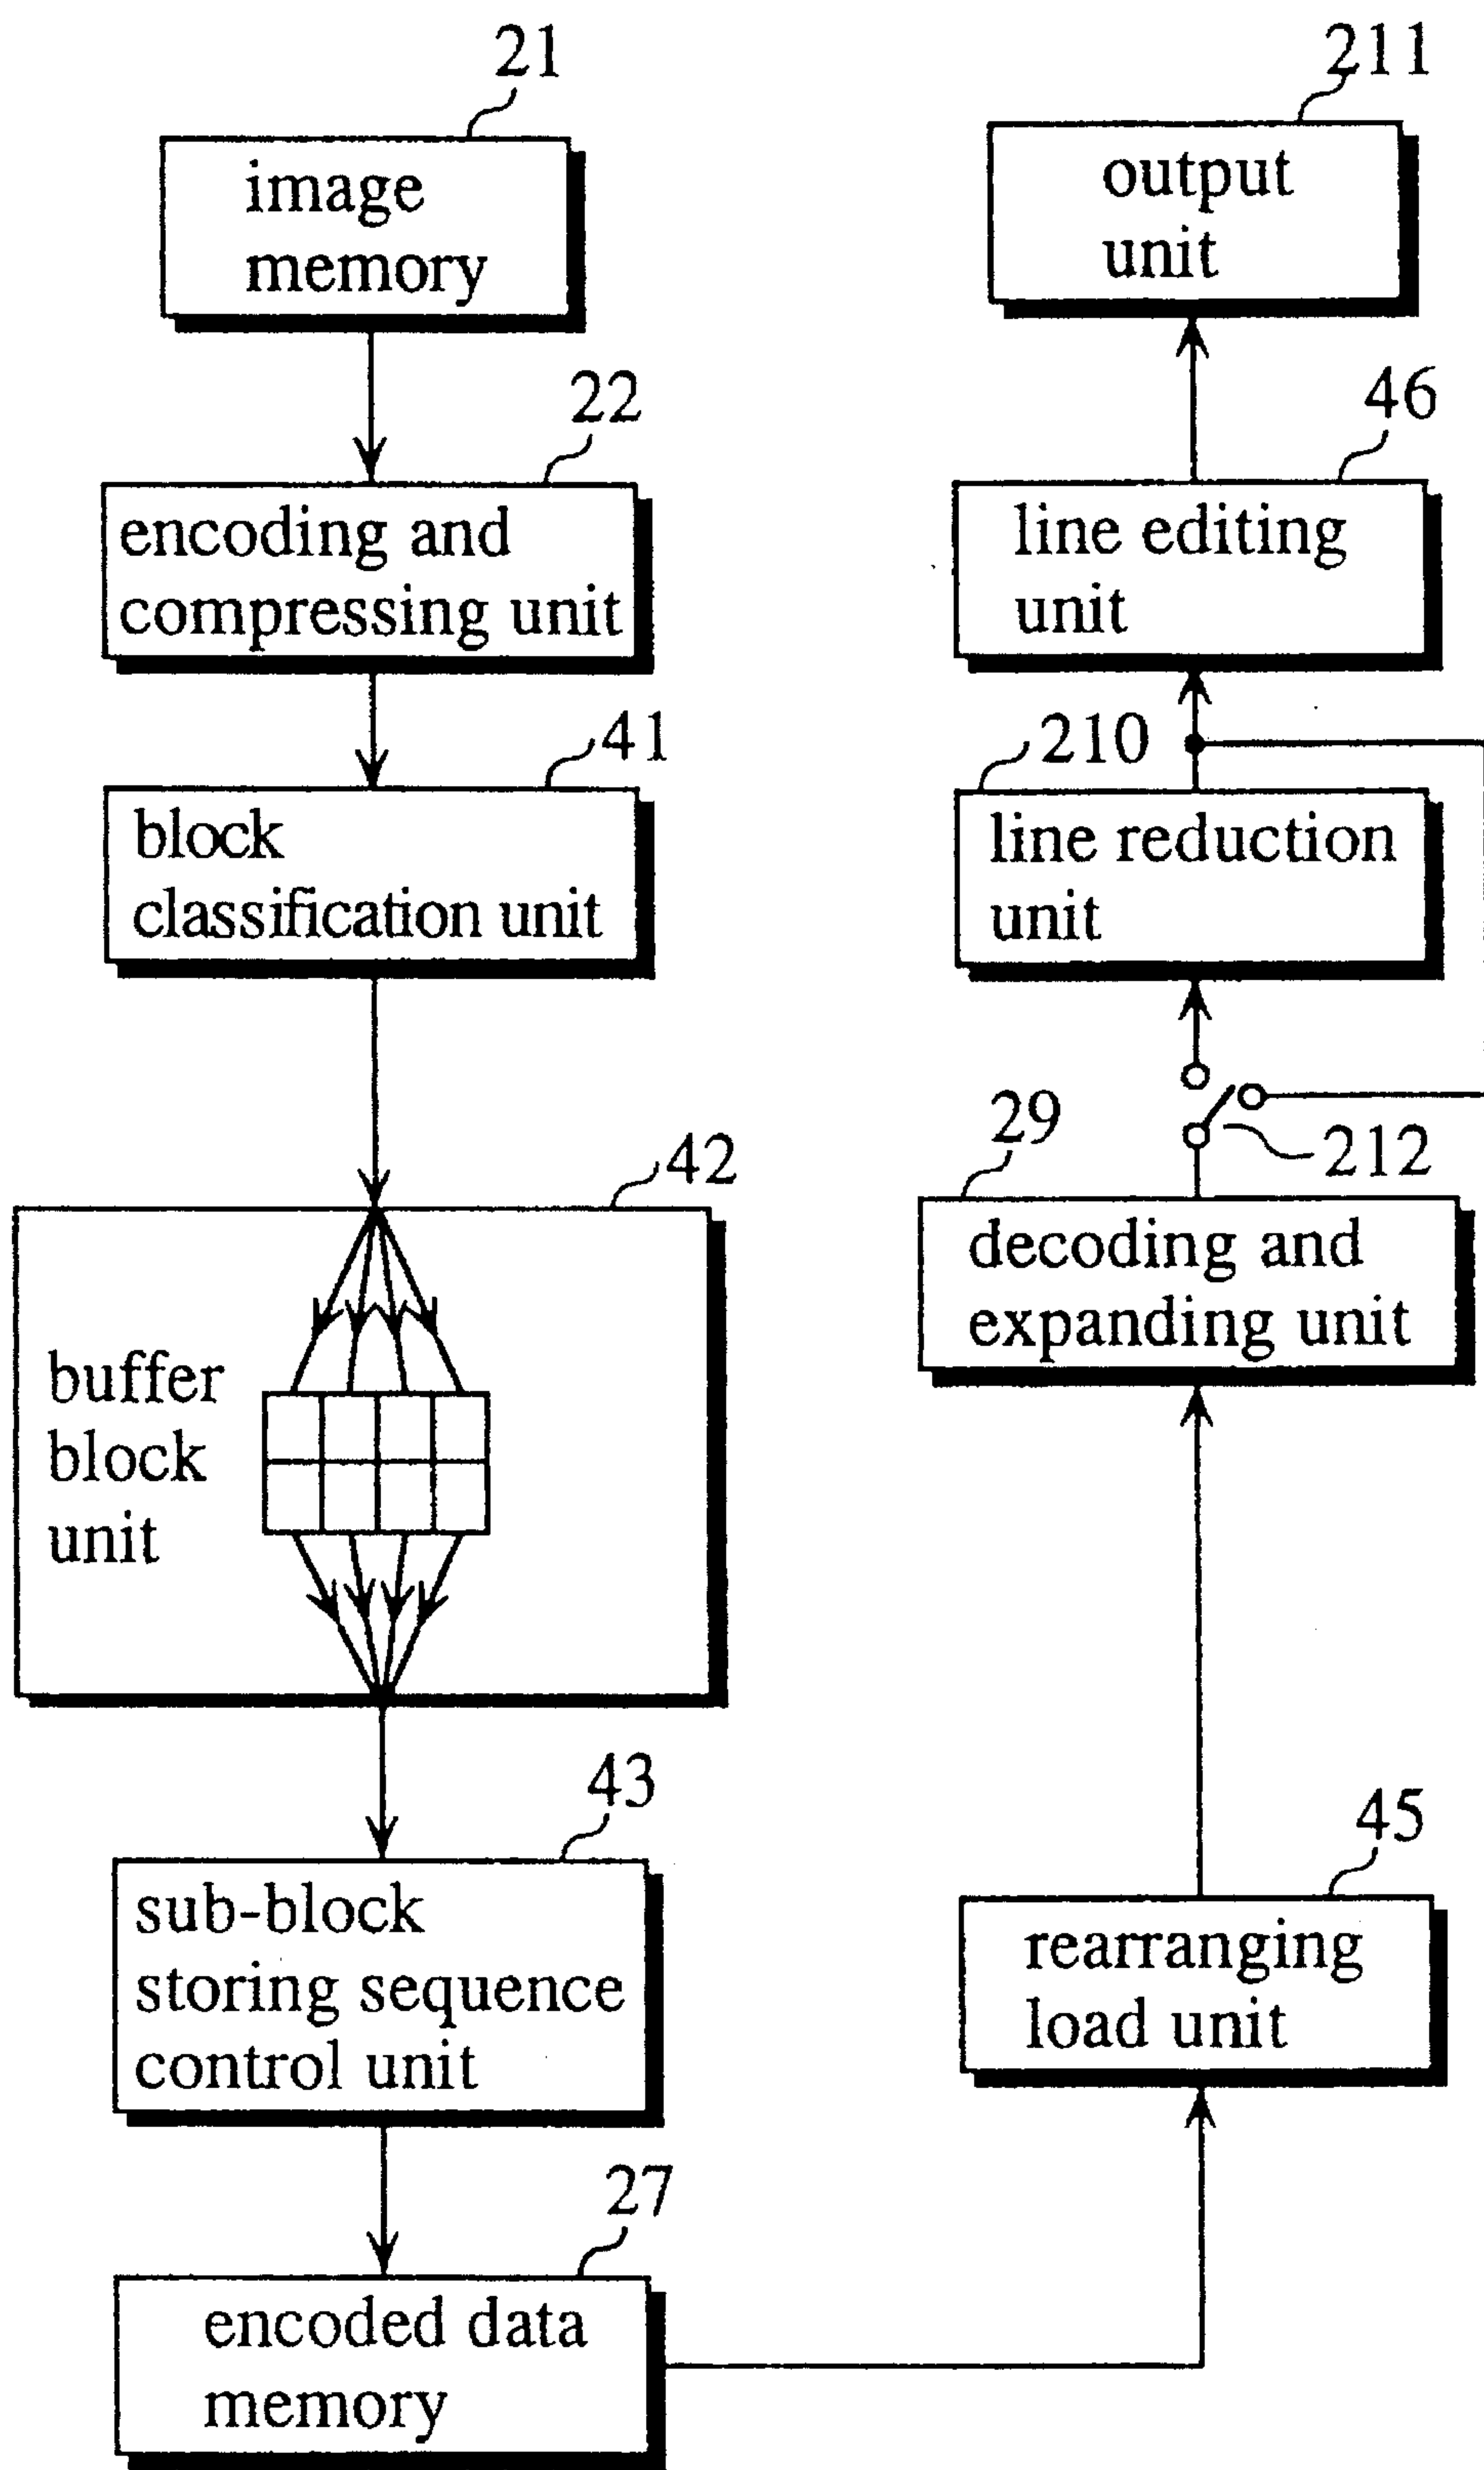 21
image
memory
22
encoding and
compressing unit
41
block
classification unit
42
buffer
block
unit
43
sub-block
storing sequence
control unit
27
encoded data
memory
211
output
unit
46
line editing
unit
210
line reduction
unit
212
29
decoding and
expanding unit
45
rearranging
load unit